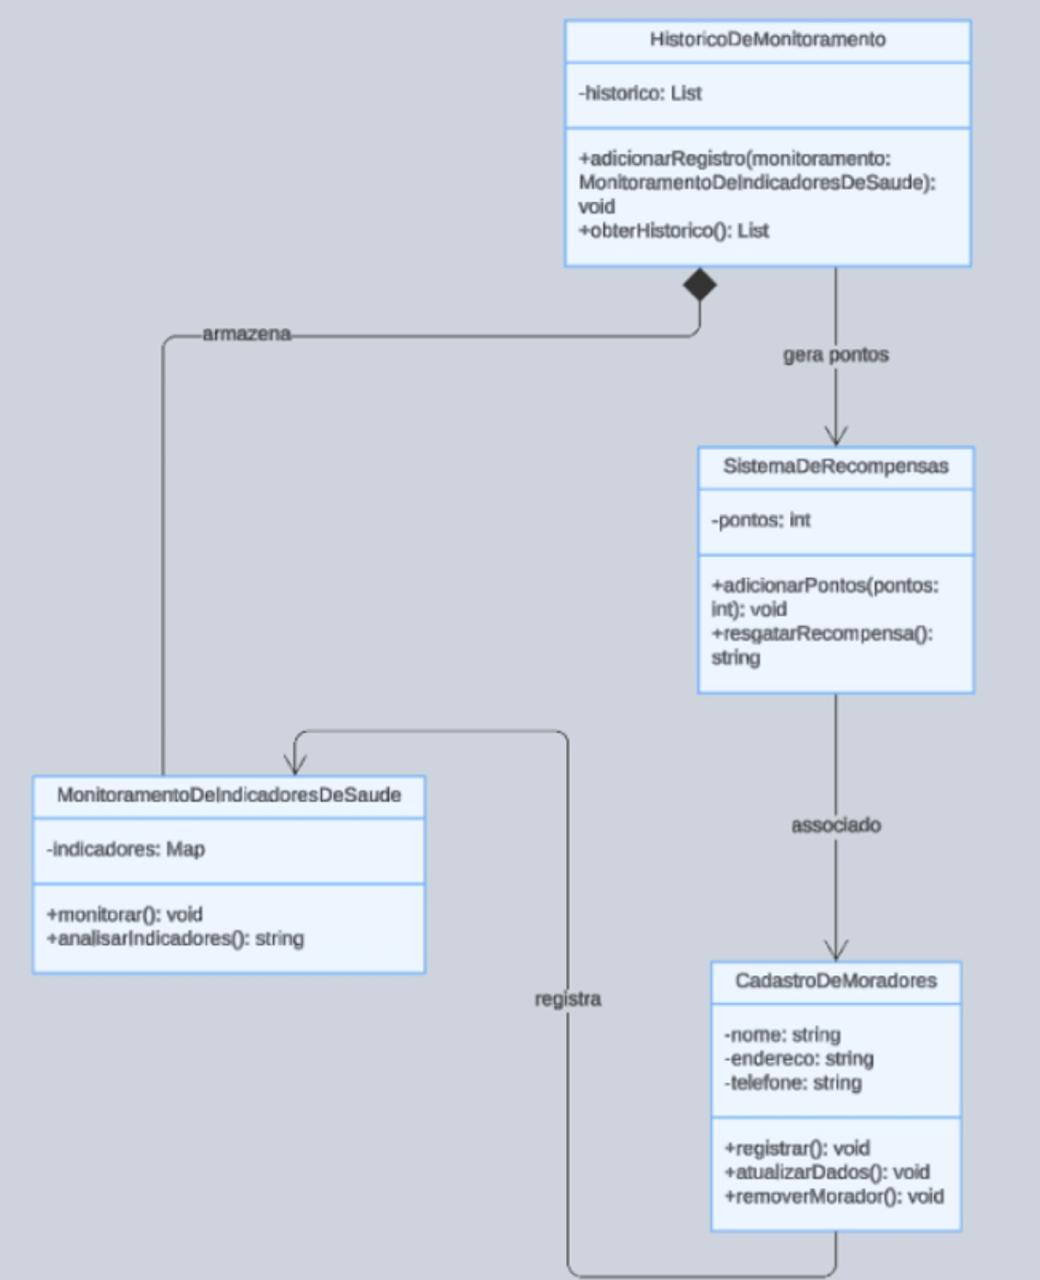 HistoricoDeMonitoramento
-historico: List
+adicionarRegistro(monitoramento:
MonitoramentoDeIndicadoresDeSaude):
void
+obterHistorico(): List
armazena
gera pontos
SistemaDeRecompensas
-pontos: int
+adicionarPontos(pontos:
int): void
+resgatarRecompensa():
string
MonitoramentoDeIndicadoresDeSaude
-indicadores: Map
+monitorar(): void
+analisarIndicadores(): string
associado
registra
CadastroDeMoradores
-nome: string
-endereco: string
-telefone: string
+registrar(): void
+atualizarDados(): void
+removerMorador(): void